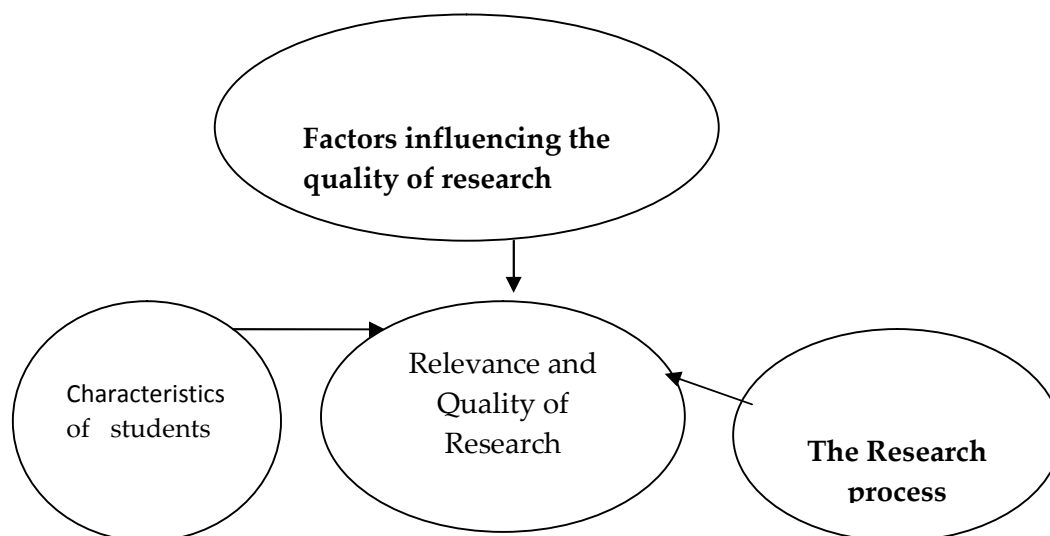 Factors influencing the
quality of research
Characteristics
of students
Relevance and
Quality of
Research
The Research
process